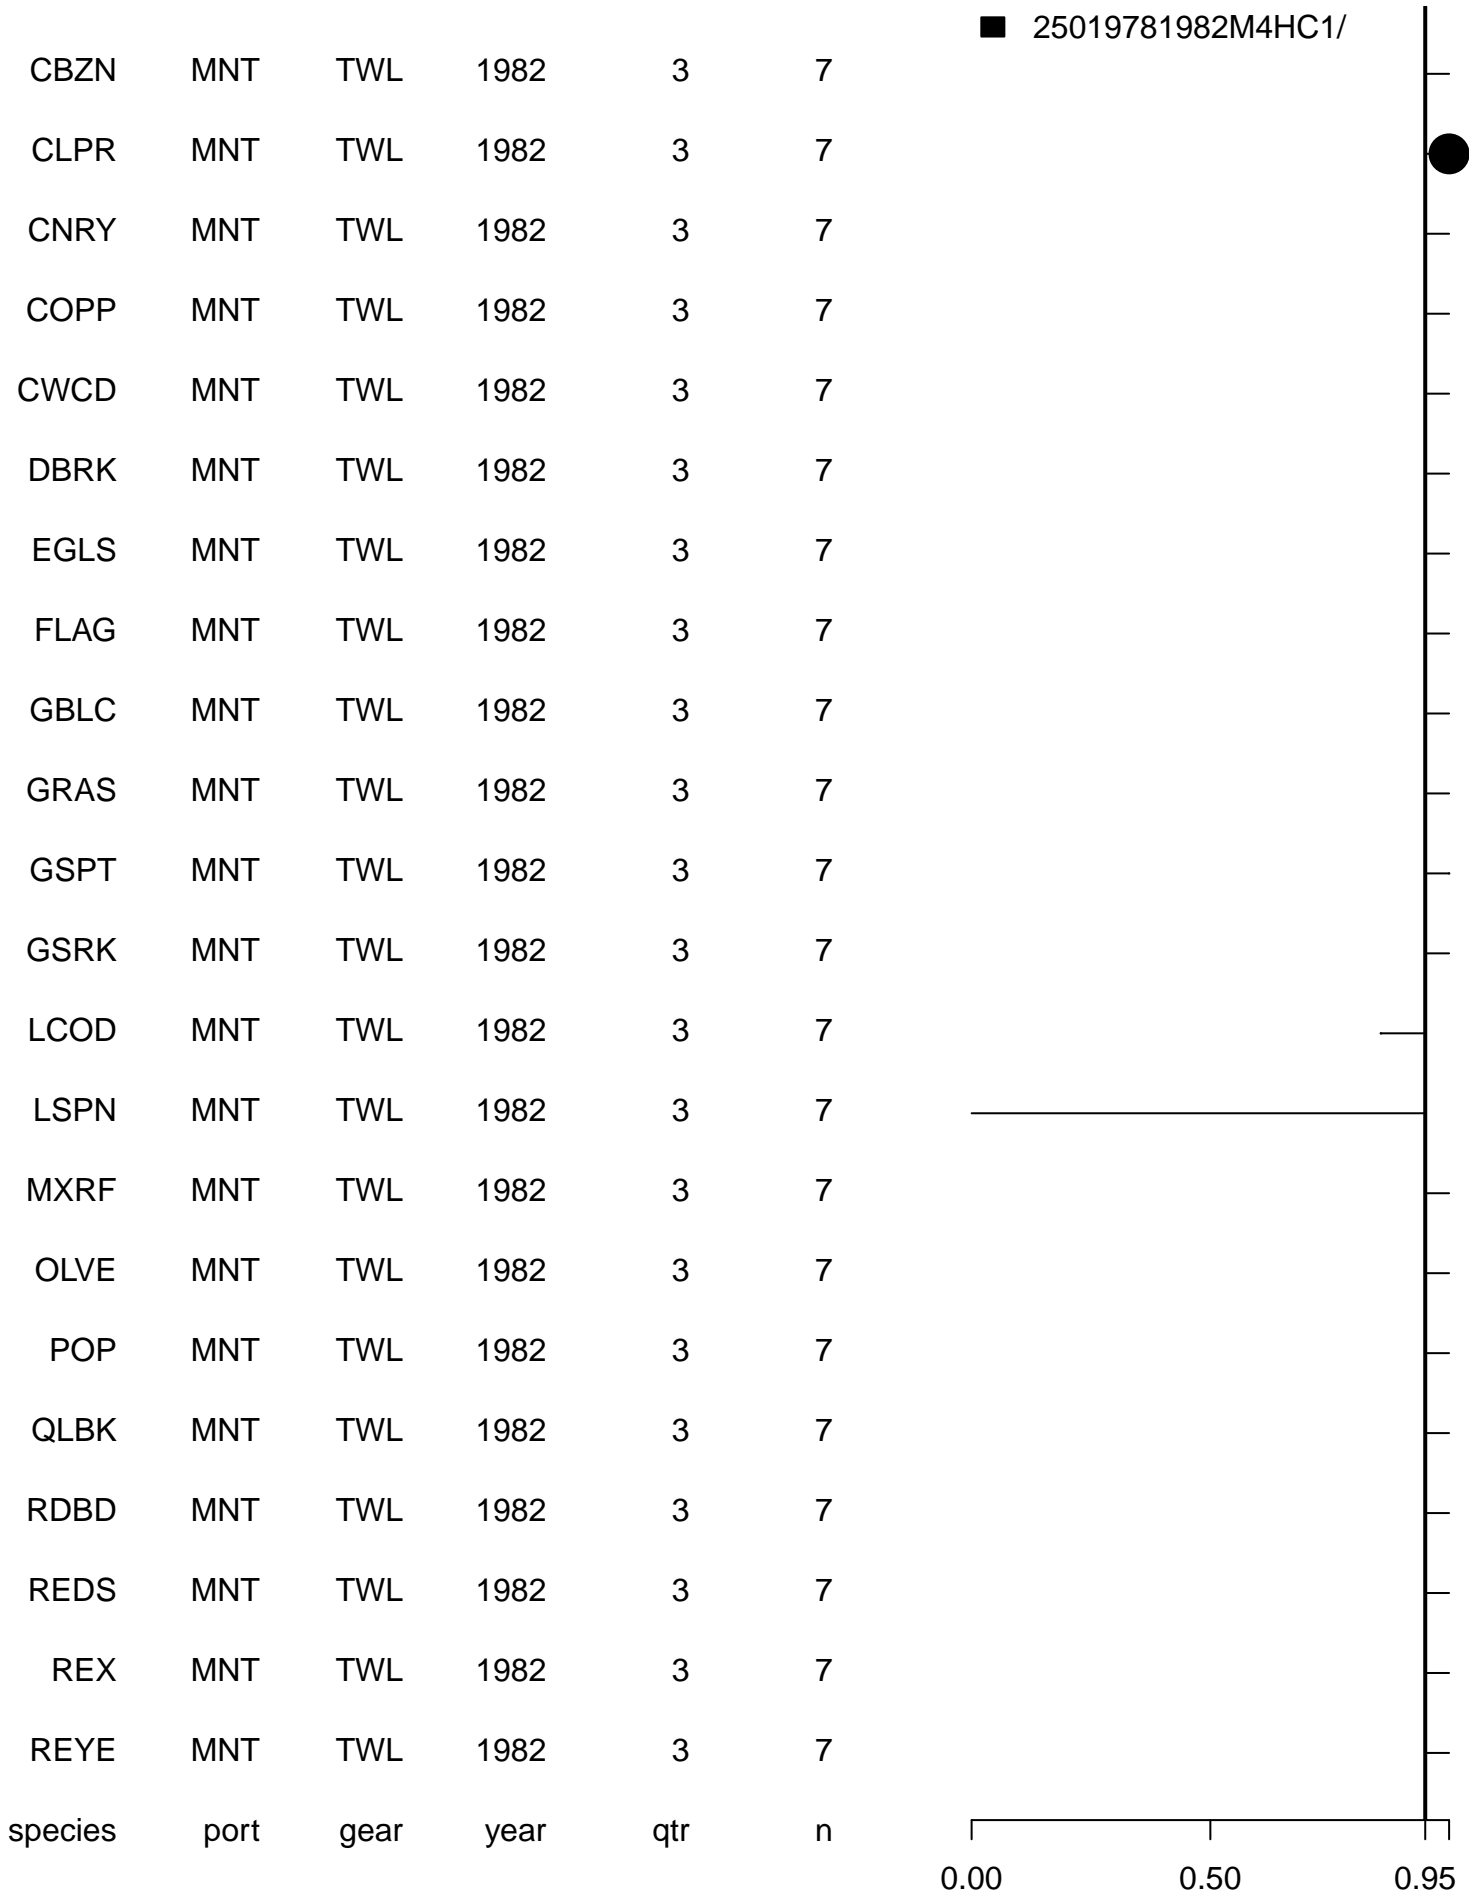 25019781982M4HC1/
CBZN MNT TWL 1982 3 7
CLPR MNT TWL 1982 3 7
CNRY MNT TWL 1982 3 7
COPP MNT TWL 1982 3 7
CWCD MNT TWL 1982 3 7
DBRK MNT TWL 1982 3 7
EGLS MNT TWL 1982 3 7
FLAG MNT TWL 1982 3 7
GBLC MNT TWL 1982 3 7
GRAS MNT TWL 1982 3 7
GSPT MNT TWL 1982 3 7
GSRK MNT TWL 1982 3 7
LCOD MNT TWL 1982 3 7
LSPN MNT TWL 1982 3 7
MXRF MNT TWL 1982 3 7
OLVE MNT TWL 1982 3 7
POP MNT TWL 1982 3 7
QLBK MNT TWL 1982 3 7
RDBD MNT TWL 1982 3 7
REDS MNT TWL 1982 3 7
REX MNT TWL 1982 3 7
REYE MNT TWL 1982 3 7
species port gear year qtr n
0.00 0.50 0.95